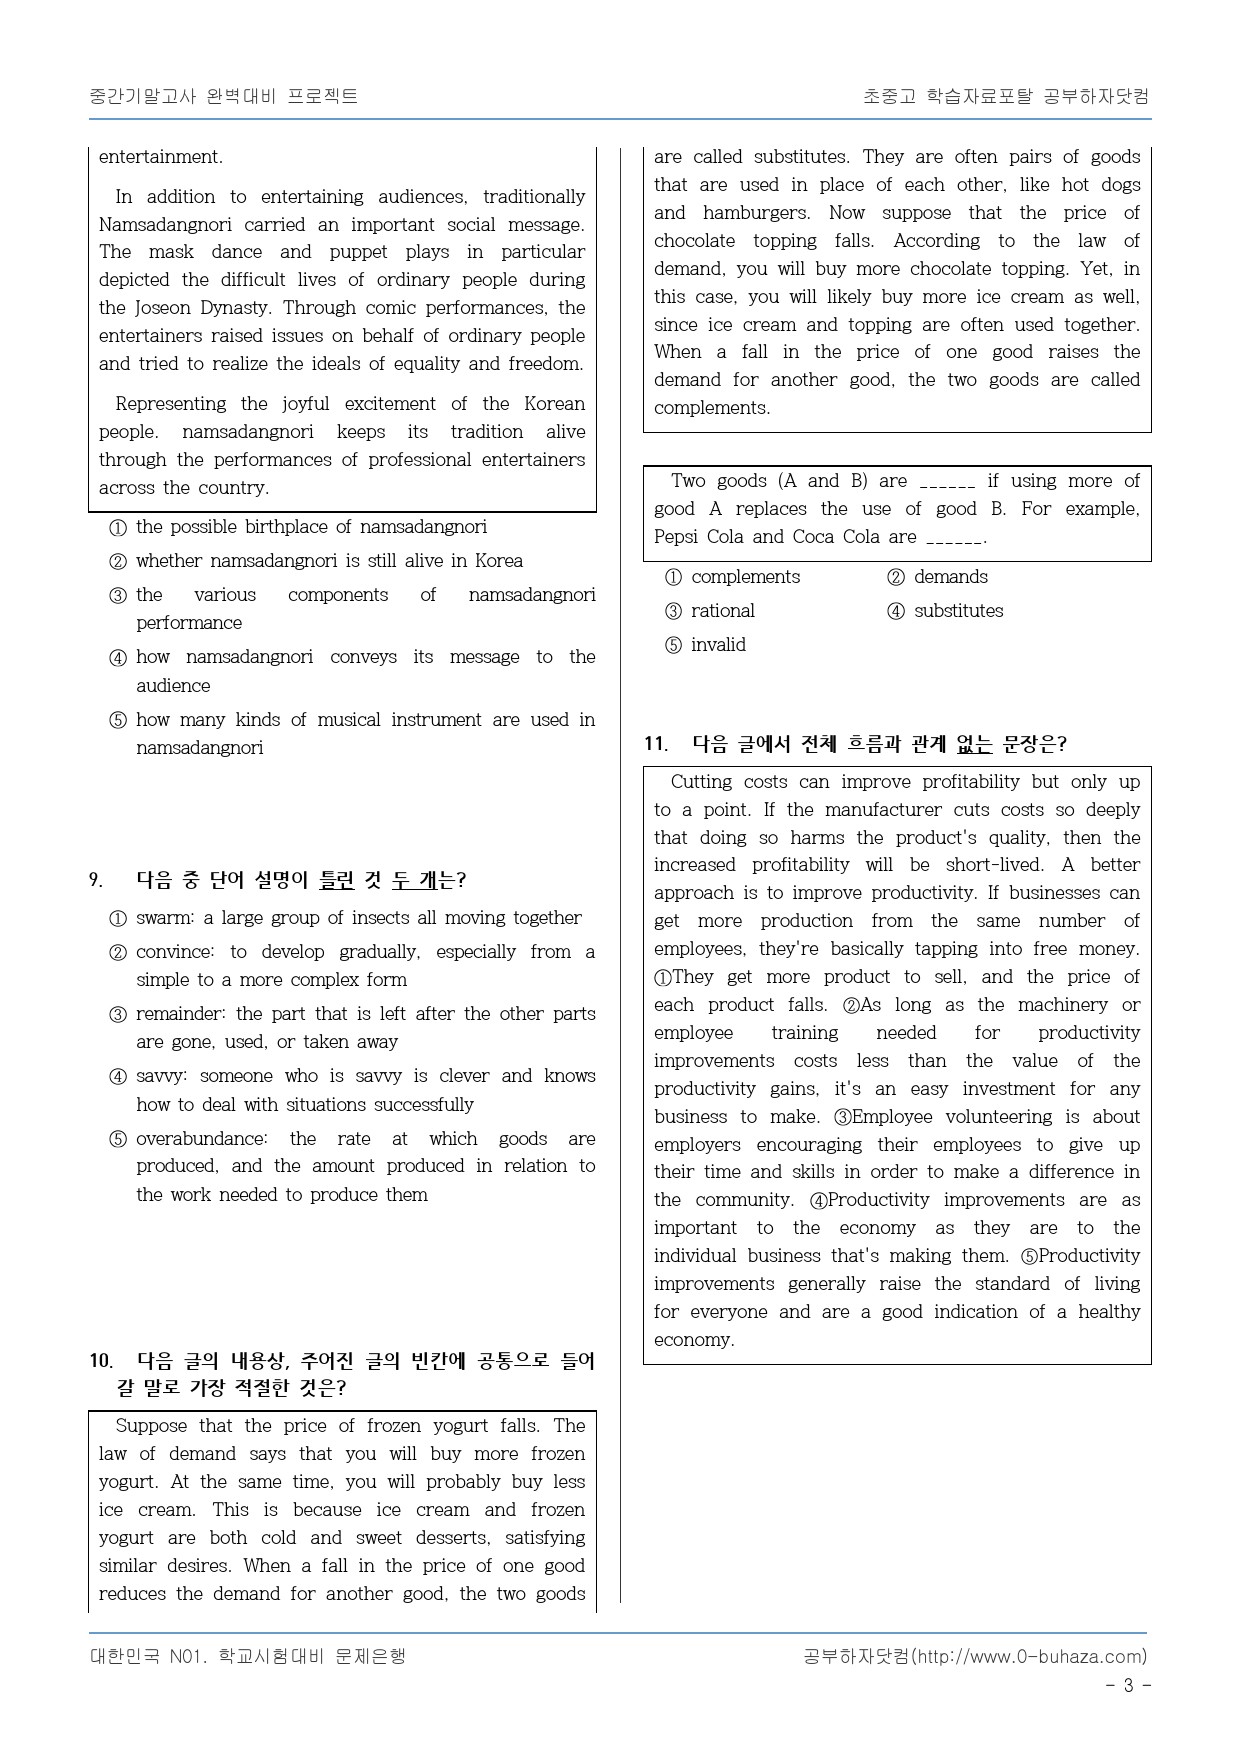 중간기말고사 완벽대비 프로젝트
초중고 학습자료포탈 공부하자닷컴
entertainment.
In addition to entertaining audiences, traditionally
Namsadangnori carried an important social message.
The mask dance and puppet plays in particular
depicted the difficult lives of ordinary people during
the Joseon Dynasty. Through comic performances, the
entertainers raised issues on behalf of ordinary people
and tried to realize the ideals of equality and freedom.
Representing the joyful excitement of the Korean
people. namsadangnori keeps its tradition alive
through the performances of professional entertainers
across the country.
① the possible birthplace of namsadangnori
② whether namsadangnori is still alive in Korea
③ the various components of namsadangnori
performance
④ how namsadangnori conveys its message to the
audience
⑤ how many kinds of musical instrument are used in
namsadangnori
9. 다음 중 단어 설명이 틀린 것 두 개는?
① swarm: a large group of insects all moving together
② convince: to develop gradually, especially from a
simple to a more complex form
③ remainder: the part that is left after the other parts
are gone, used, or taken away
④ savvy: someone who is savvy is clever and knows
how to deal with situations successfully
⑤ overabundance: the rate at which goods are
produced, and the amount produced in relation to
the work needed to produce them
10. 다음 글의 내용상, 주어진 글의 빈칸에 공통으로 들어
갈 말로 가장 적절한 것은?
Suppose that the price of frozen yogurt falls. The
law of demand says that you will buy more frozen
yogurt. At the same time, you will probably buy less
ice cream. This is because ice cream and frozen
yogurt are both cold and sweet desserts, satisfying
similar desires. When a fall in the price of one good
reduces the demand for another good, the two goods
are called substitutes. They are often pairs of goods
that are used in place of each other, like hot dogs
and hamburgers. Now suppose that the price of
chocolate topping falls. According to the law of
demand, you will buy more chocolate topping. Yet, in
this case, you will likely buy more ice cream as well,
since ice cream and topping are often used together.
When a fall in the price of one good raises the
demand for another good, the two goods are called
complements.
Two goods (A and B) are ______ if using more of
good A replaces the use of good B. For example,
Pepsi Cola and Coca Cola are ______.
① complements ② demands
③ rational ④ substitutes
⑤ invalid
11. 다음 글에서 전체 흐름과 관계 없는 문장은?
Cutting costs can improve profitability but only up
to a point. If the manufacturer cuts costs so deeply
that doing so harms the product's quality, then the
increased profitability will be short-lived. A better
approach is to improve productivity. If businesses can
get more production from the same number of
employees, they're basically tapping into free money.
①They get more product to sell, and the price of
each product falls. ②As long as the machinery or
employee training needed for productivity
improvements costs less than the value of the
productivity gains, it's an easy investment for any
business to make. ③Employee volunteering is about
employers encouraging their employees to give up
their time and skills in order to make a difference in
the community. ④Productivity improvements are as
important to the economy as they are to the
individual business that's making them. ⑤Productivity
improvements generally raise the standard of living
for everyone and are a good indication of a healthy
economy.
대한민국 N01. 학교시험대비 문제은행
공부하자닷컴(http://www.0-buhaza.com)
- 3 -